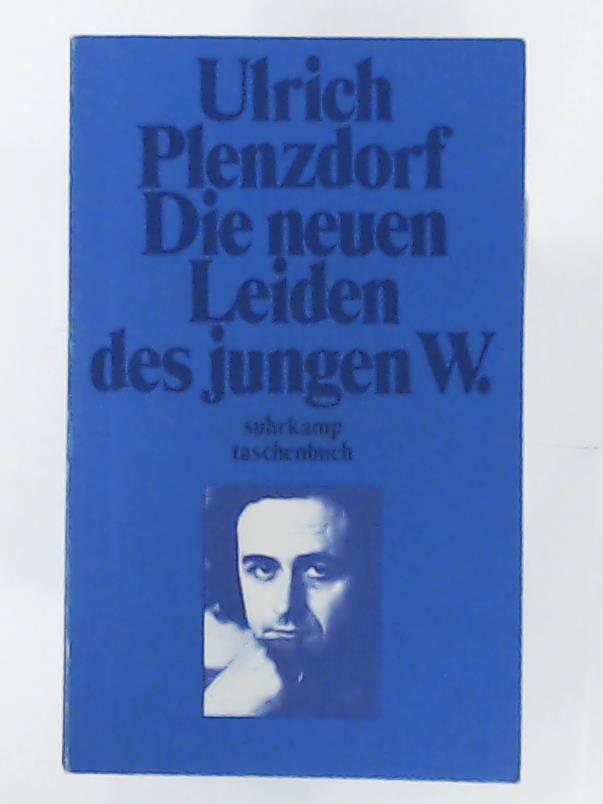 Ulrich
Plenzdorf
Die neuen
Leiden
des jungen W.
suhrkamp
taschenbuch